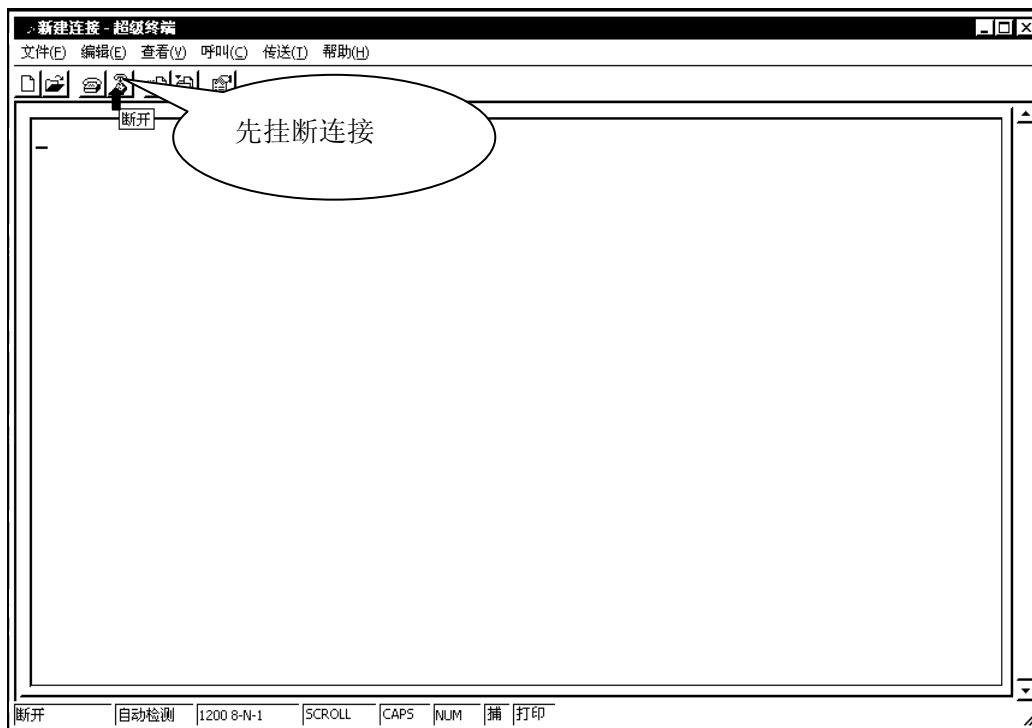 新建连接 - 超级终端
文件(F) 编辑(E) 查看(V) 呼叫(C) 传送(T) 帮助(H)
断开
先挂断连接
断开 自动检测 1200 8-N-1 SCROLL CAPS NUM 捕 打印